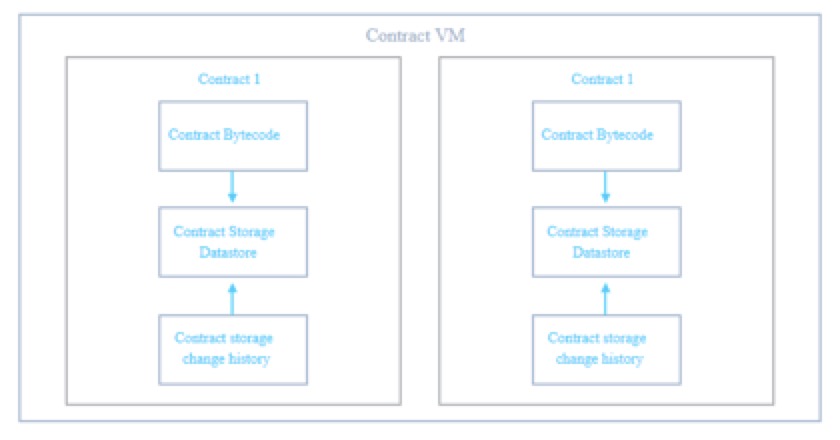 Contract VM
Contract 1
Contract Bytecode
Contract Storage
Datastore
Contract storage
change history
Contract 1
Contract Bytecode
Contract Storage
Datastore
Contract storage
change history